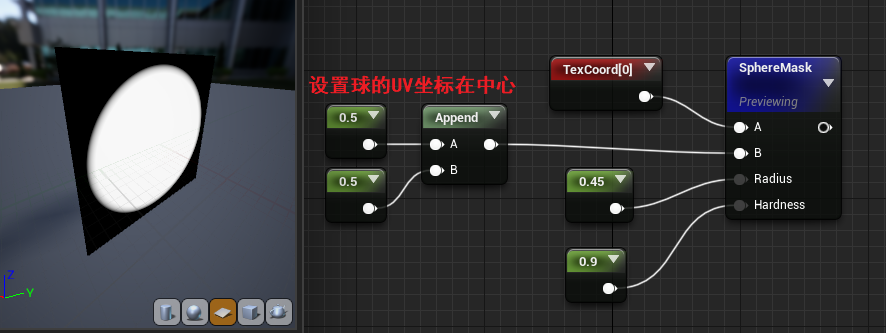 设置球的UV坐标在中心
TexCoord[0]
SphereMask
Previewing
0.5
Append
A
B
0.5
A
B
0.45
Radius
Hardness
0.9
Z
Y